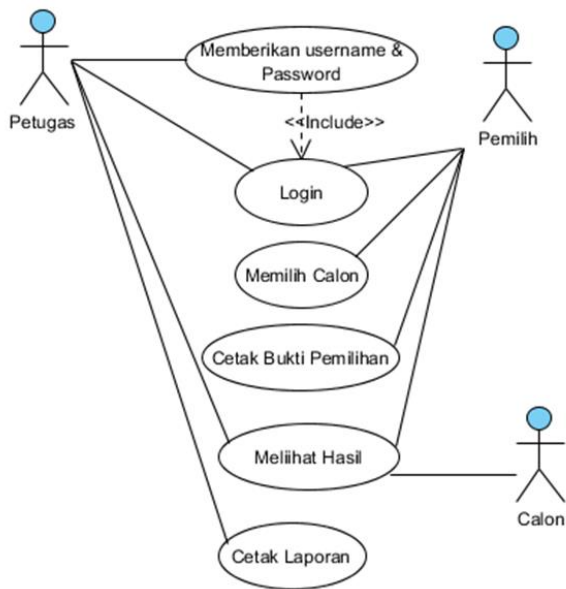 Memberikan username &
Password
Petugas
Pemilih
<<Include>>
Login
Memilih Calon
Cetak Bukti Pemilihan
Meliihat Hasil
Calon
Cetak Laporan